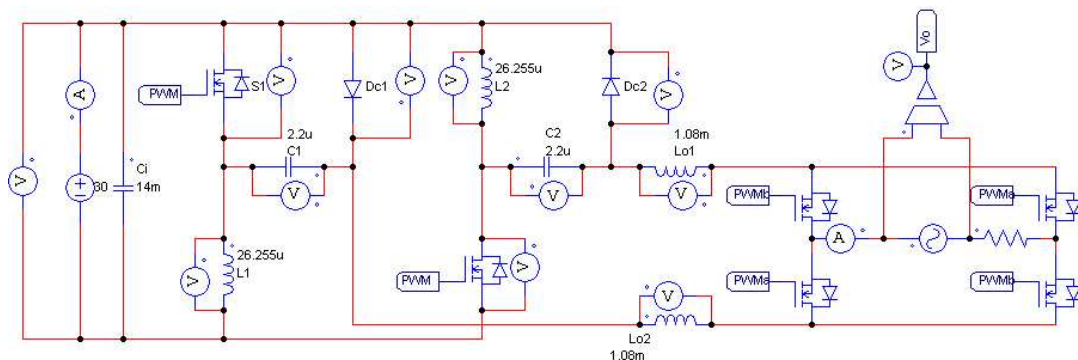 Vo
V
PWM
S1
V
Dc1
V
V
26.255u
L2
Dc2
V
A
2.2u
C1
V
C2
2.2u
V
1.08m
Lo1
V
V
30
Ci
14m
PWMb
PWMa
A
V
26.255u
L1
PWM
V
PWMa
PWMb
V
Lo2
1.08m